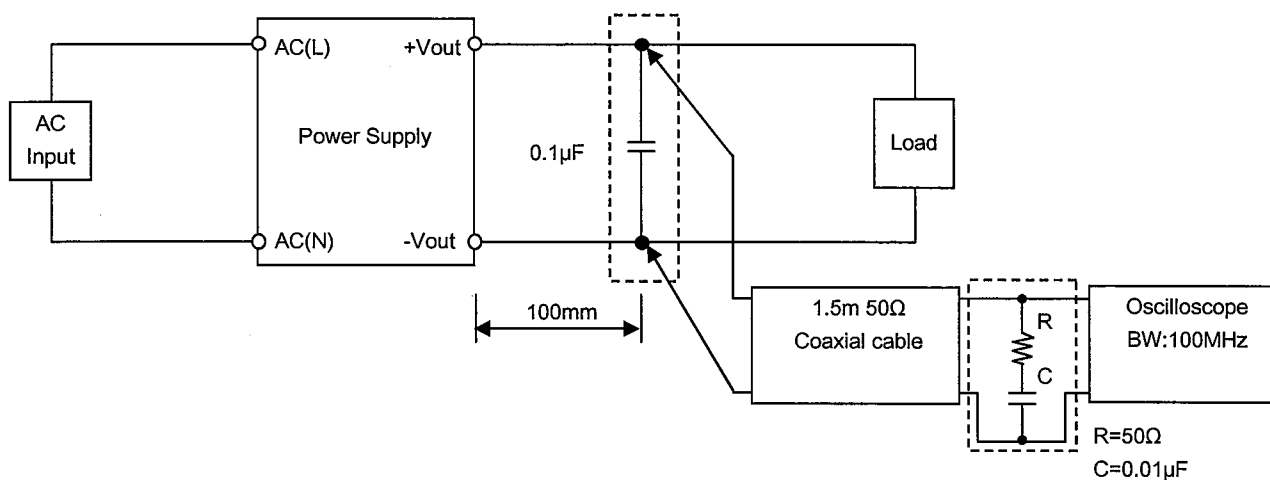 AC(L)
+Vout
AC
Input
Power Supply
0.1µF
Load
AC(N)
-Vout
100mm
1.5m 50Ω
Coaxial cable
R
C
Oscilloscope
BW:100MHz
R=50Ω
C=0.01µF